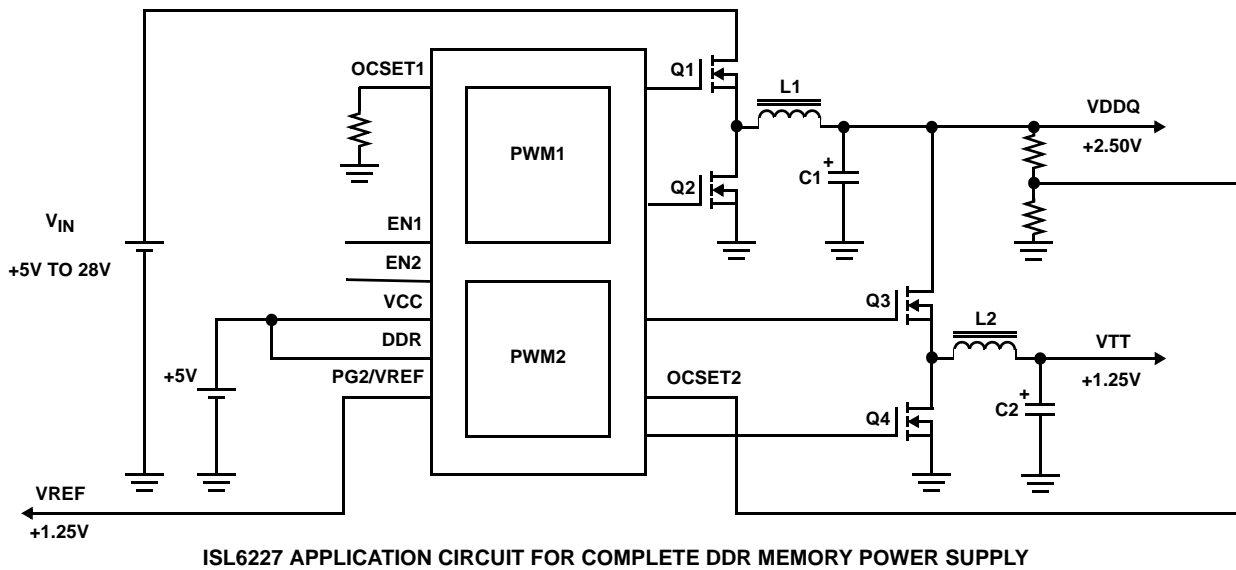 OCSET1
Q1
L1
VDDQ
+2.50V
PWM1
+
C1
Q2
VIN
+5V TO 28V
EN1
EN2
VCC
DDR
PG2/VREF
+5V
PWM2
Q3
L2
VTT
+1.25V
OCSET2
+
C2
Q4
VREF
+1.25V
ISL6227 APPLICATION CIRCUIT FOR COMPLETE DDR MEMORY POWER SUPPLY